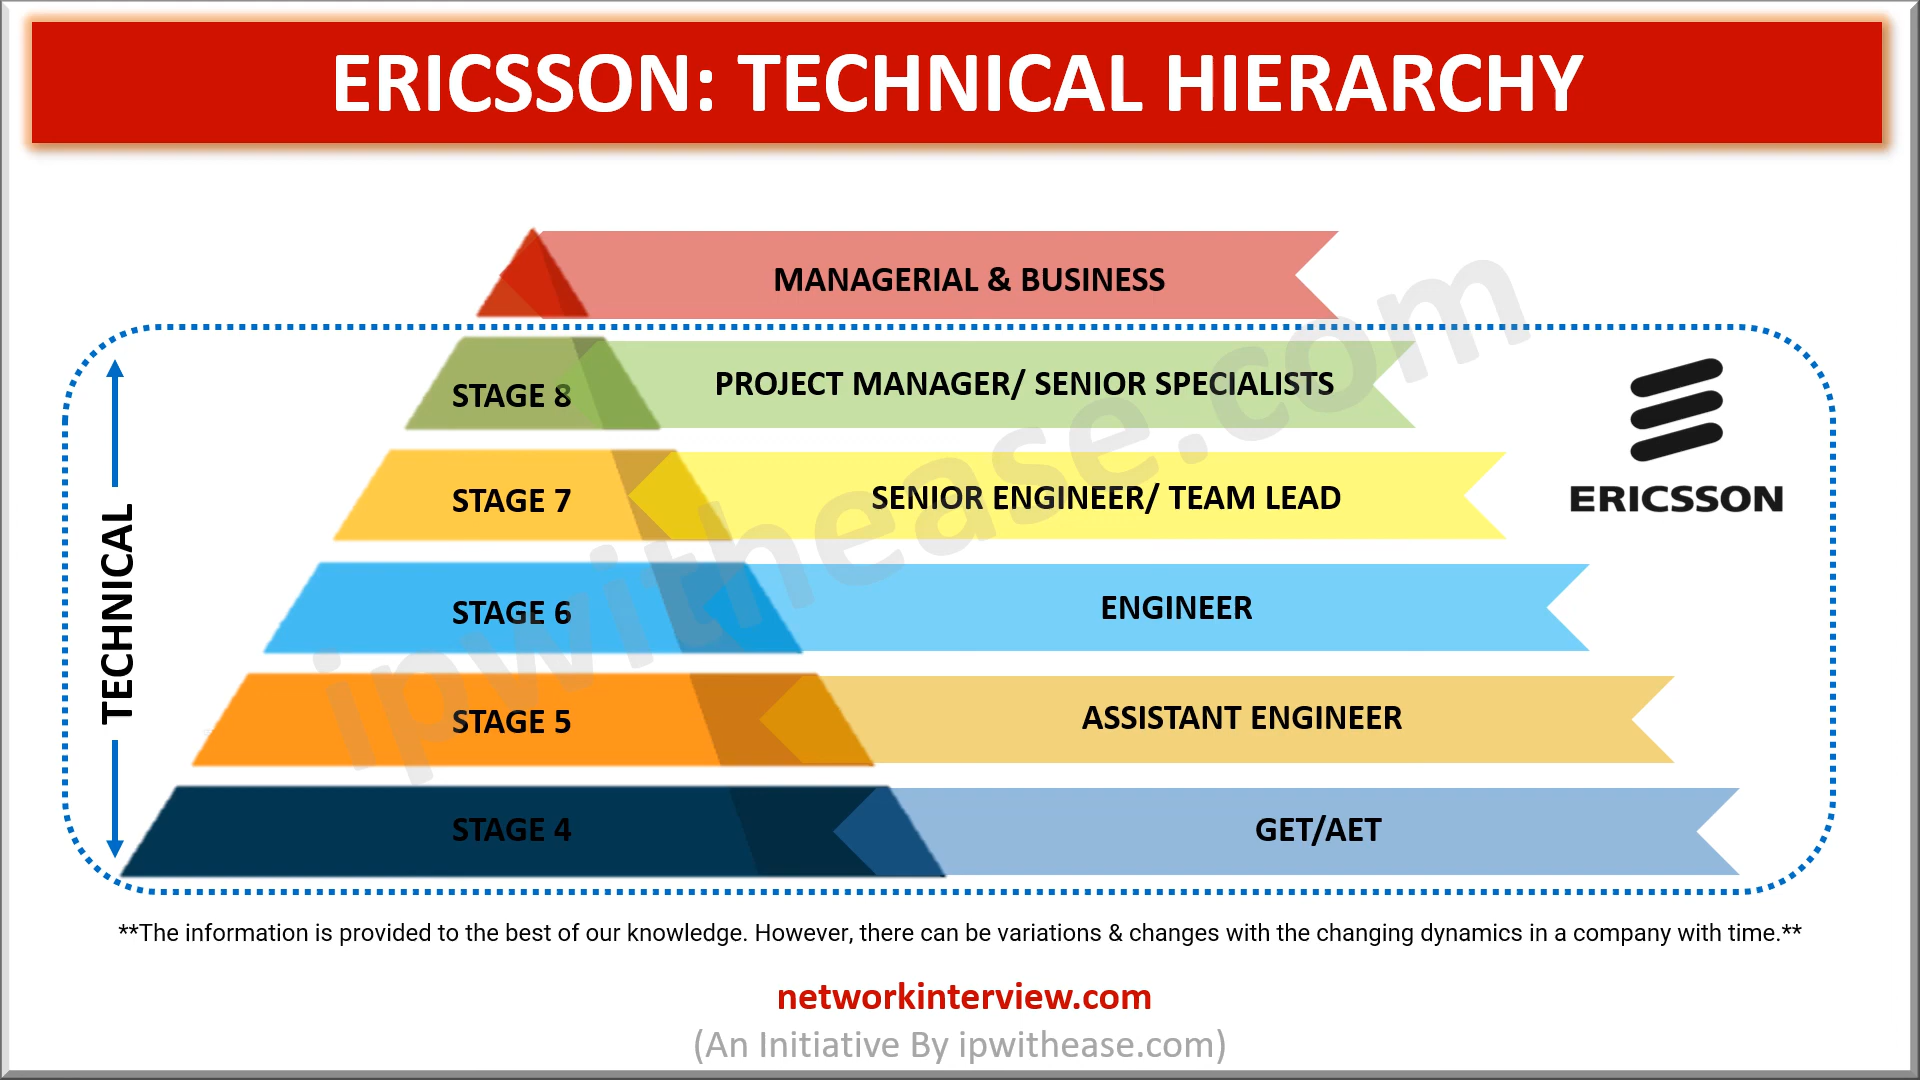 ERICSSON: TECHNICAL HIERARCHY
MANAGERIAL & BUSINESS
STAGE 8
PROJECT MANAGER/ SENIOR SPECIALISTS
STAGE 7
SENIOR ENGINEER/ TEAM LEAD
ERICSSON
STAGE 6
ENGINEER
STAGE 5
ASSISTANT ENGINEER
STAGE 4
GET/AET
TECHNICAL
ipwithease.com
**The information is provided to the best of our knowledge. However, there can be variations & changes with the changing dynamics in a company with time.**
networkinterview.com
(An Initiative By ipwithease.com)